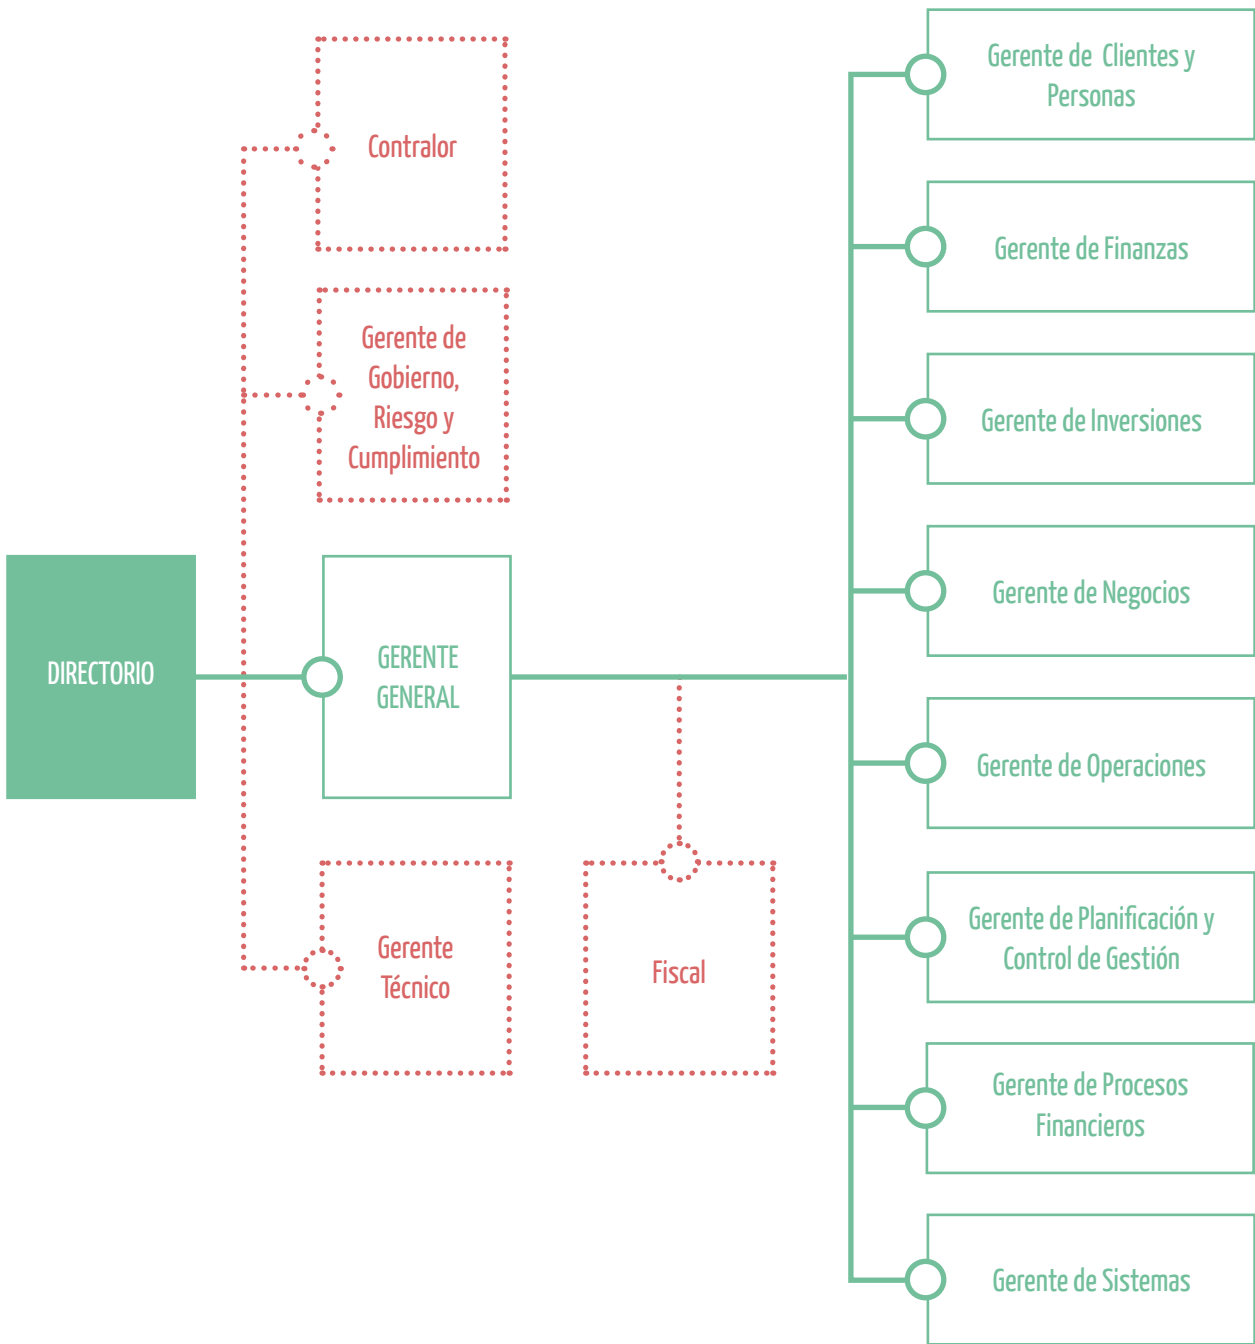 Contralor
Gerente de
Gobierno,
Riesgo y
Cumplimiento
DIRECTORIO
GERENTE
GENERAL
Gerente
Técnico
Fiscal
Gerente de Clientes y
Personas
Gerente de Finanzas
Gerente de Inversiones
Gerente de Negocios
Gerente de Operaciones
Gerente de Planificación y
Control de Gestión
Gerente de Procesos
Financieros
Gerente de Sistemas